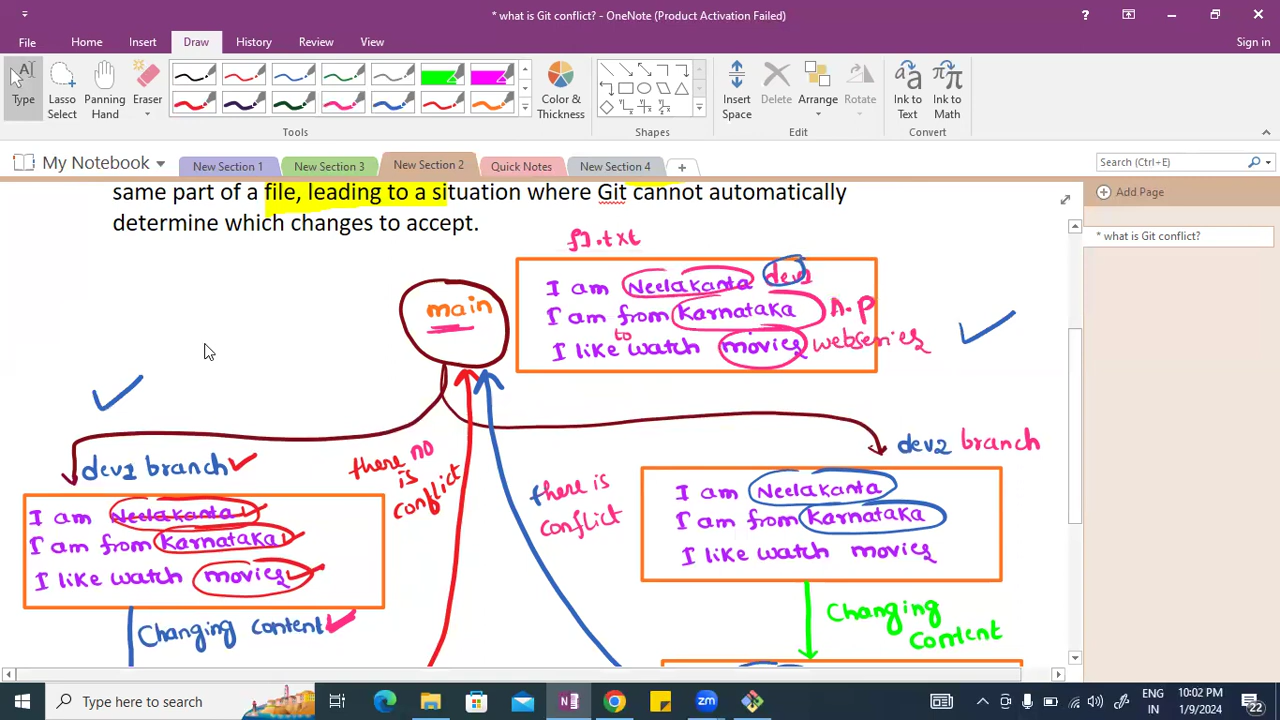 * what is Git conflict? - OneNote (Product Activation Failed)
File Home Insert Draw History Review View Sign in
Type
Lasso Select
Panning Hand
Eraser
Color & Thickness
Insert Space
Delete
Arrange
Rotate
Ink to Text
Ink to Math
Tools Shapes Edit Convert
My Notebook New Section 1 New Section 3 New Section 2 Quick Notes New Section 4 Search (Ctrl+E)
Add Page
* what is Git conflict?
same part of a file, leading to a situation where Git cannot automatically
determine which changes to accept.
f1.txt
main
I am Neelakanta dev1
I am from Karnataka A.P
I like to watch movies webseries
dev1 branch
I am Neelakanta
I am from Karnataka
I like watch movies
Changing content
there no
is
conflict
there is
conflict
dev2 branch
I am Neelakanta
I am from Karnataka
I like watch movies
Changing
Content
Type here to search
zm
ENG
IN
10:02 PM
1/9/2024
22